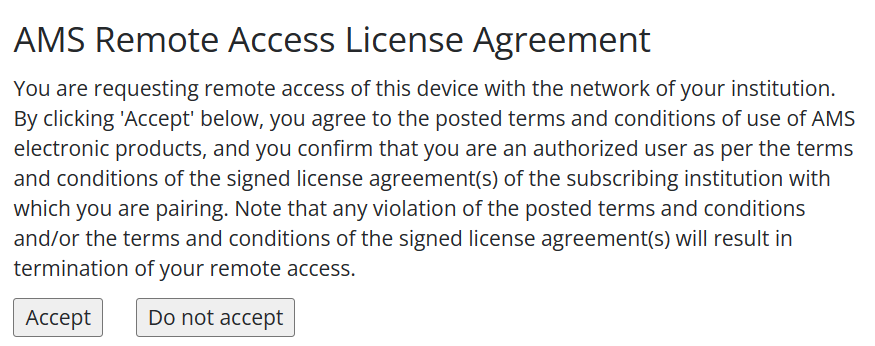 AMS Remote Access License Agreement
You are requesting remote access of this device with the network of your institution.
By clicking 'Accept' below, you agree to the posted terms and conditions of use of AMS
electronic products, and you confirm that you are an authorized user as per the terms
and conditions of the signed license agreement(s) of the subscribing institution with
which you are pairing. Note that any violation of the posted terms and conditions
and/or the terms and conditions of the signed license agreement(s) will result in
termination of your remote access.
Accept
Do not accept